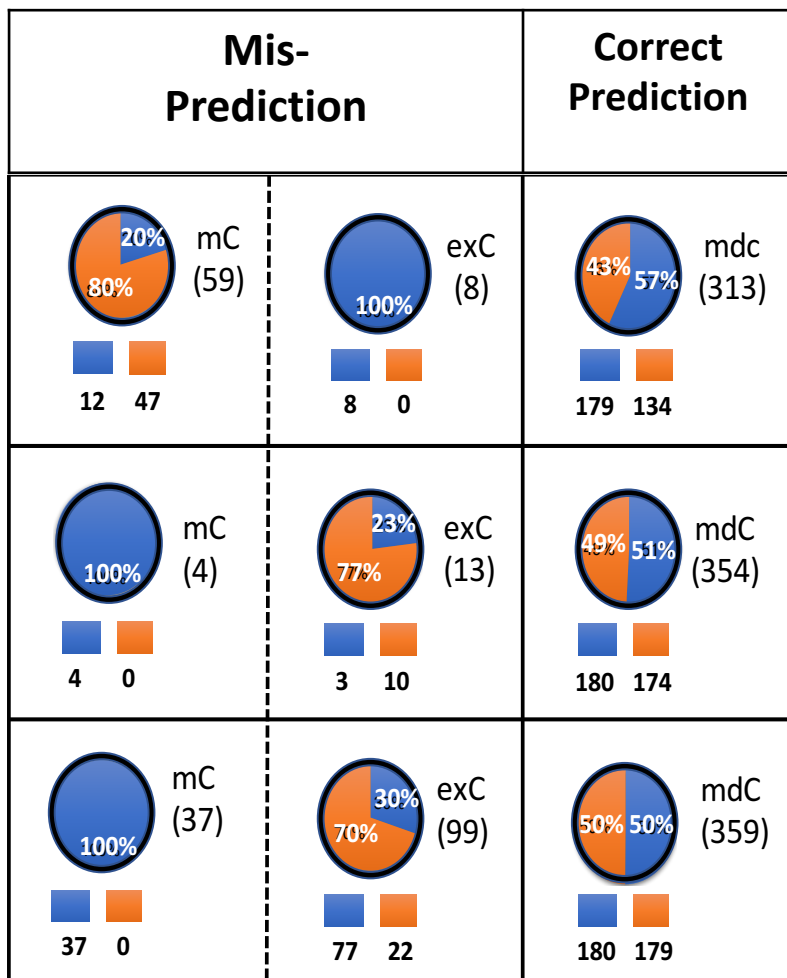 Mis-
Prediction
Correct
Prediction
20%
80%
mC
(59)
12 47
100%
exC
(8)
8 0
43% 57%
mdc
(313)
179 134
100%
mC
(4)
4 0
23%
77%
exC
(13)
3 10
49% 51%
mdC
(354)
180 174
100%
mC
(37)
37 0
30%
70%
exC
(99)
77 22
50% 50%
mdC
(359)
180 179